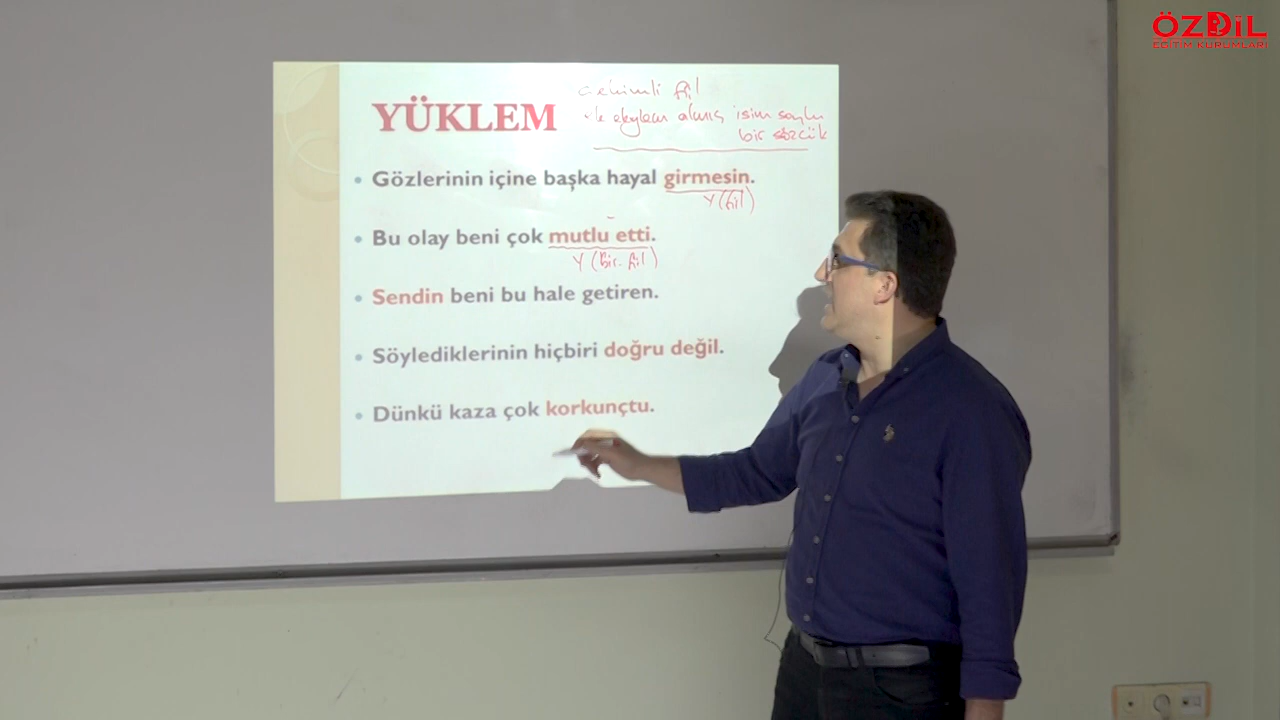 ÖZDİL
EĞİTİM KURUMLARI
YÜKLEM
çekimli fiil
ek eylem almış isim soylu
bir sözcük
• Gözlerinin içine başka hayal girmesin.
Y (fiil)
• Bu olay beni çok mutlu etti.
Y (Bir. fiil)
• Sendin beni bu hale getiren.
• Söylediklerinin hiçbiri doğru değil.
• Dünkü kaza çok korkunçtu.